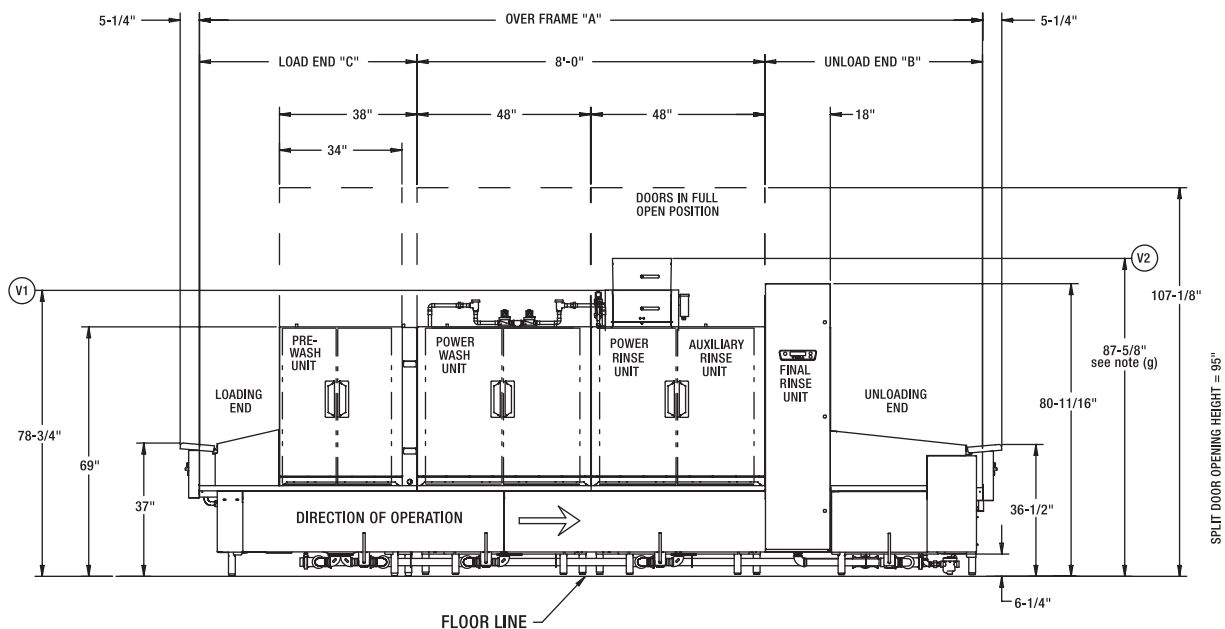 5-1/4"
OVER FRAME "A"
5-1/4"
LOAD END "C"
8'-0"
UNLOAD END "B"
38"
48"
48"
18"
34"
DOORS IN FULL
OPEN POSITION
V1
V2
107-1/8"
PRE-
WASH
UNIT
POWER
WASH
UNIT
POWER
RINSE
UNIT
AUXILIARY
RINSE
UNIT
FINAL
RINSE
UNIT
87-5/8"
see note (g)
80-11/16"
LOADING
END
UNLOADING
END
78-3/4"
69"
37"
36-1/2"
SPLIT DOOR OPENING HEIGHT = 95"
DIRECTION OF OPERATION
6-1/4"
FLOOR LINE